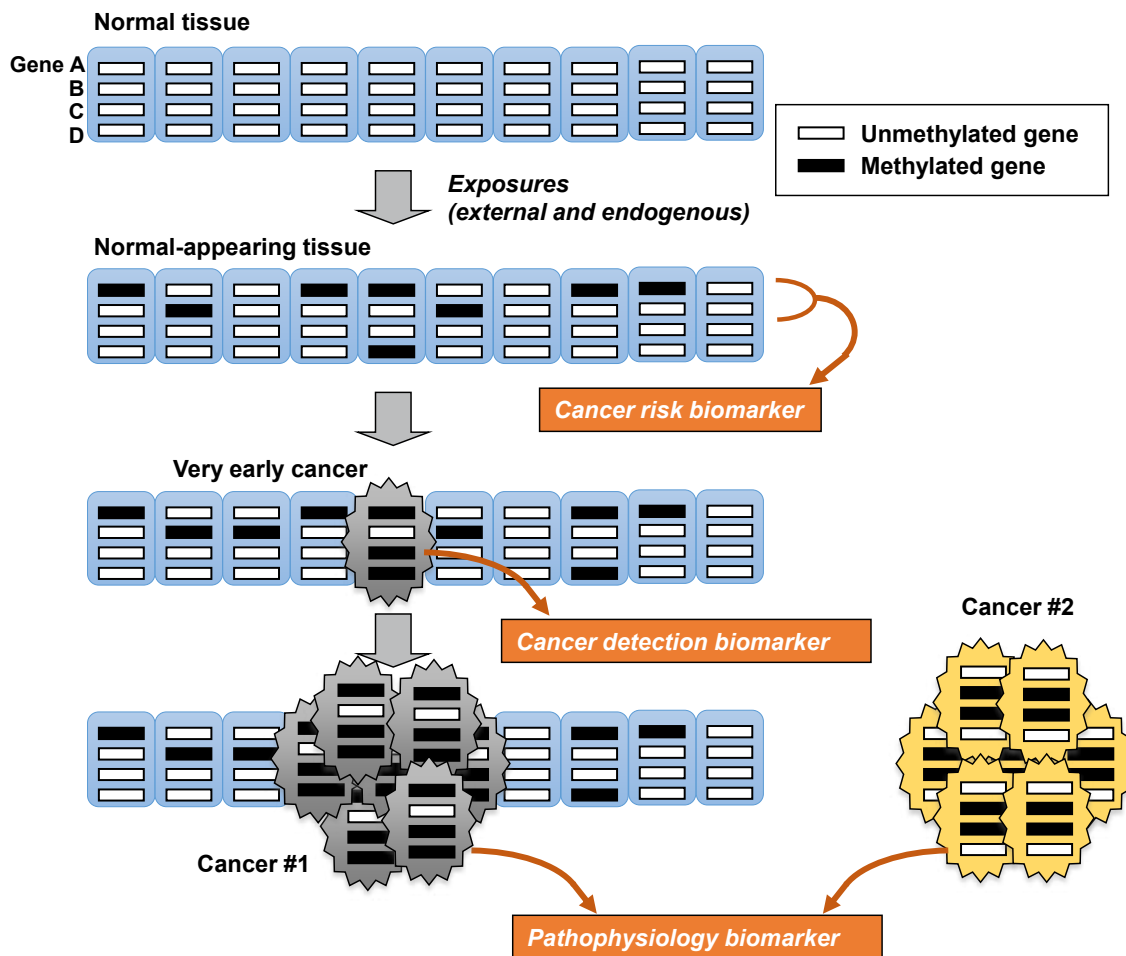 Normal tissue
Gene A
B
C
D
Unmethylated gene
Methylated gene
Exposures
(external and endogenous)
Normal-appearing tissue
Cancer risk biomarker
Very early cancer
Cancer detection biomarker
Cancer #2
Cancer #1
Pathophysiology biomarker